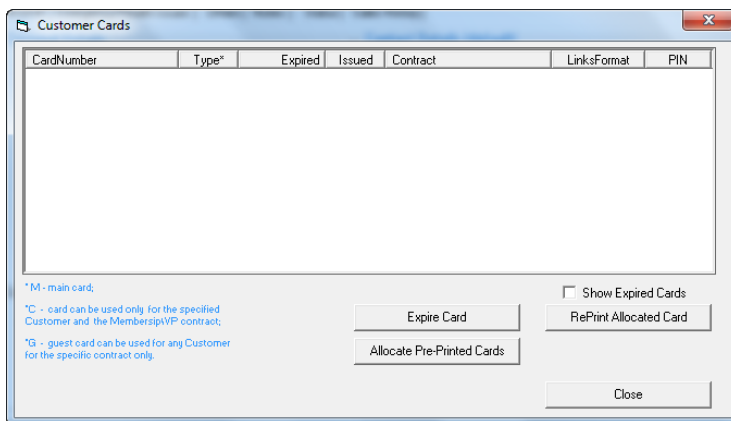 Customer Cards
CardNumber Type* Expired Issued Contract LinksFormat PIN
* M - main card;
*C - card can be used only for the specified
Customer and the MembersiptVP contract;
*G - guest card can be used for any Customer
for the specific contract only.
Show Expired Cards
Expire Card
RePrint Allocated Card
Allocate Pre-Printed Cards
Close